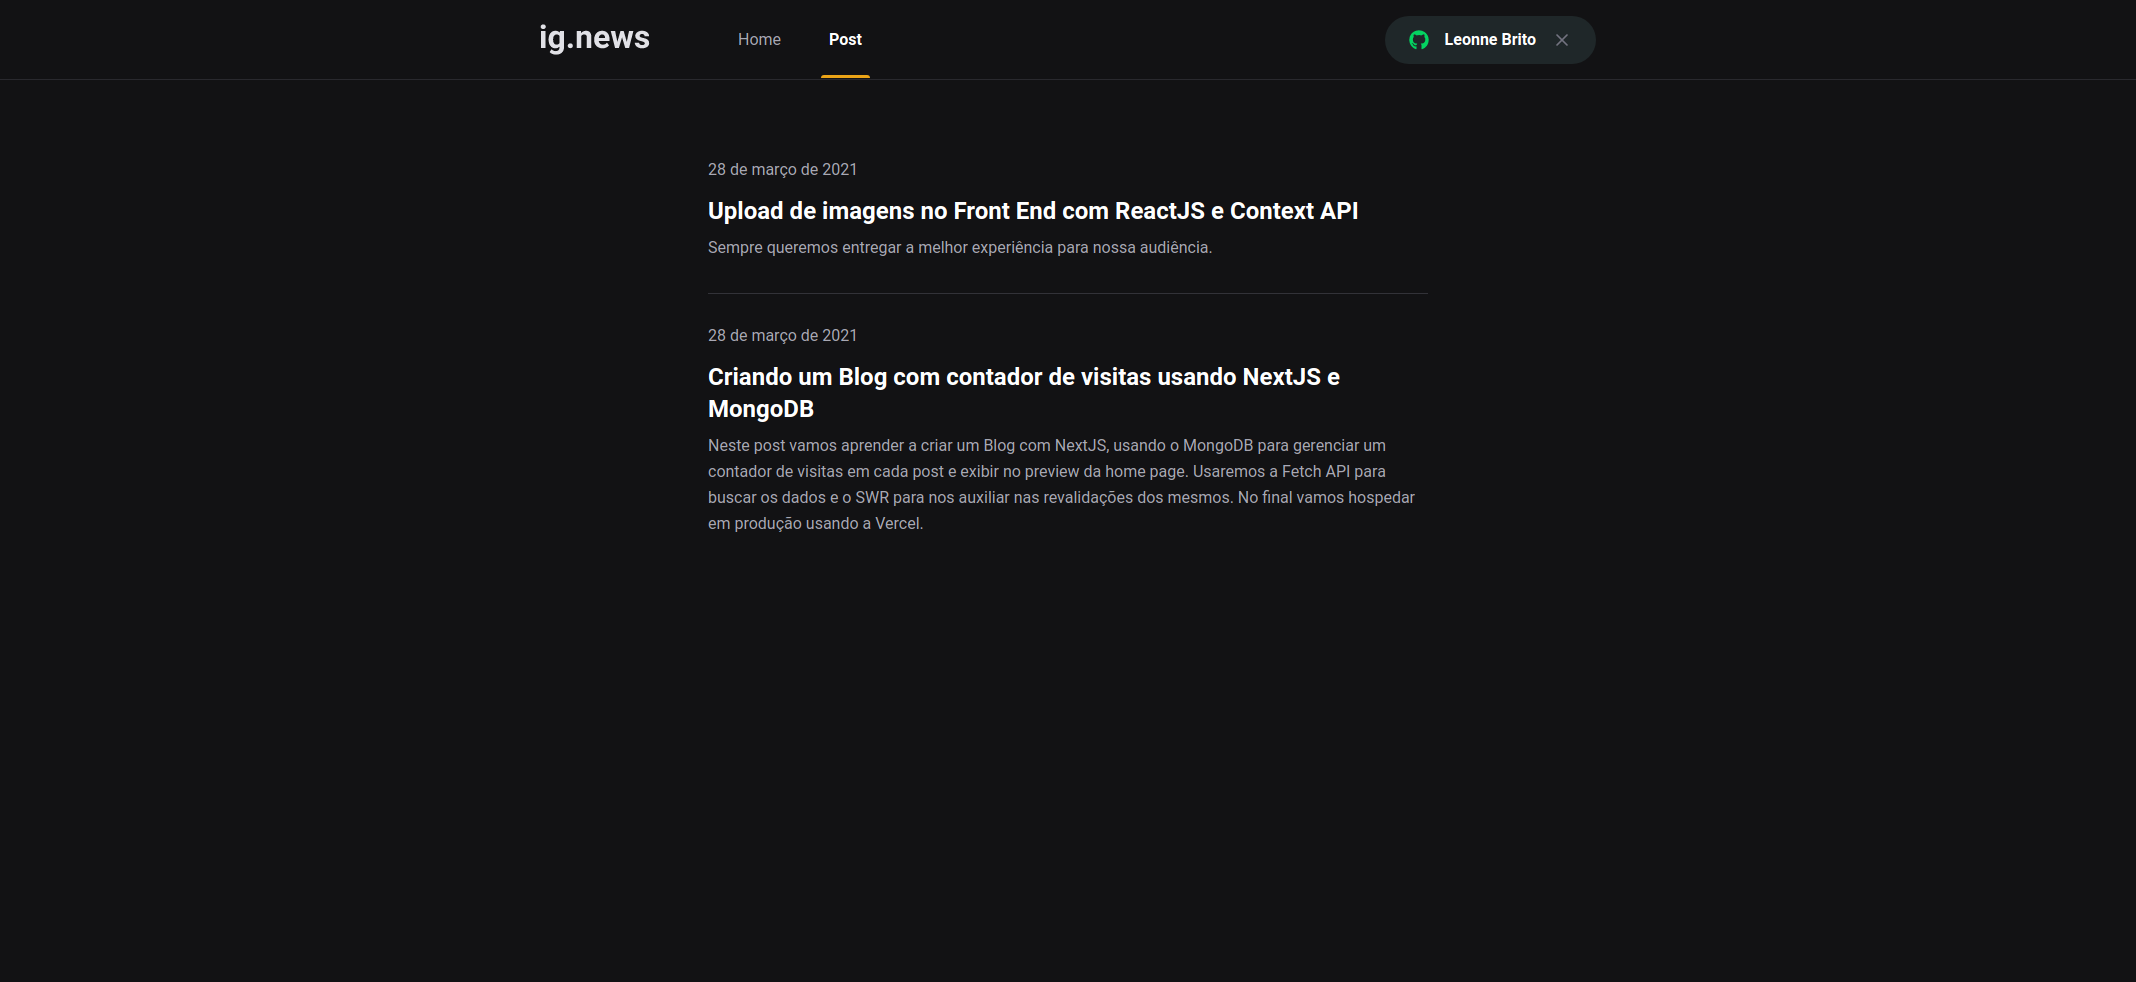 ig.news
Home
Post
Leonne Brito
28 de março de 2021
Upload de imagens no Front End com ReactJS e Context API
Sempre queremos entregar a melhor experiência para nossa audiência.
28 de março de 2021
Criando um Blog com contador de visitas usando NextJS e
MongoDB
Neste post vamos aprender a criar um Blog com NextJS, usando o MongoDB para gerenciar um
contador de visitas em cada post e exibir no preview da home page. Usaremos a Fetch API para
buscar os dados e o SWR para nos auxiliar nas revalidações dos mesmos. No final vamos hospedar
em produção usando a Vercel.